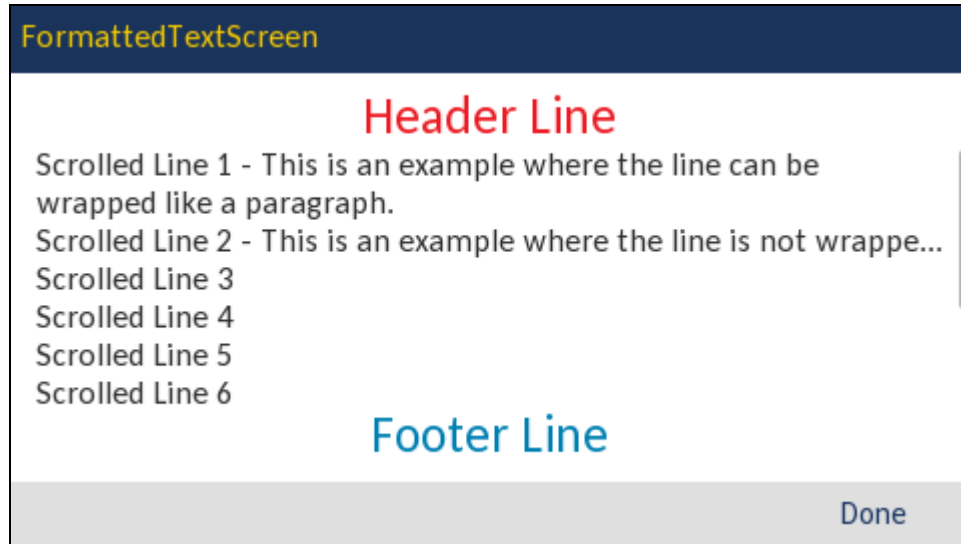 FormattedTextScreen
Header Line
Scrolled Line 1 - This is an example where the line can be
wrapped like a paragraph.
Scrolled Line 2 - This is an example where the line is not wrappe...
Scrolled Line 3
Scrolled Line 4
Scrolled Line 5
Scrolled Line 6
Footer Line
Done